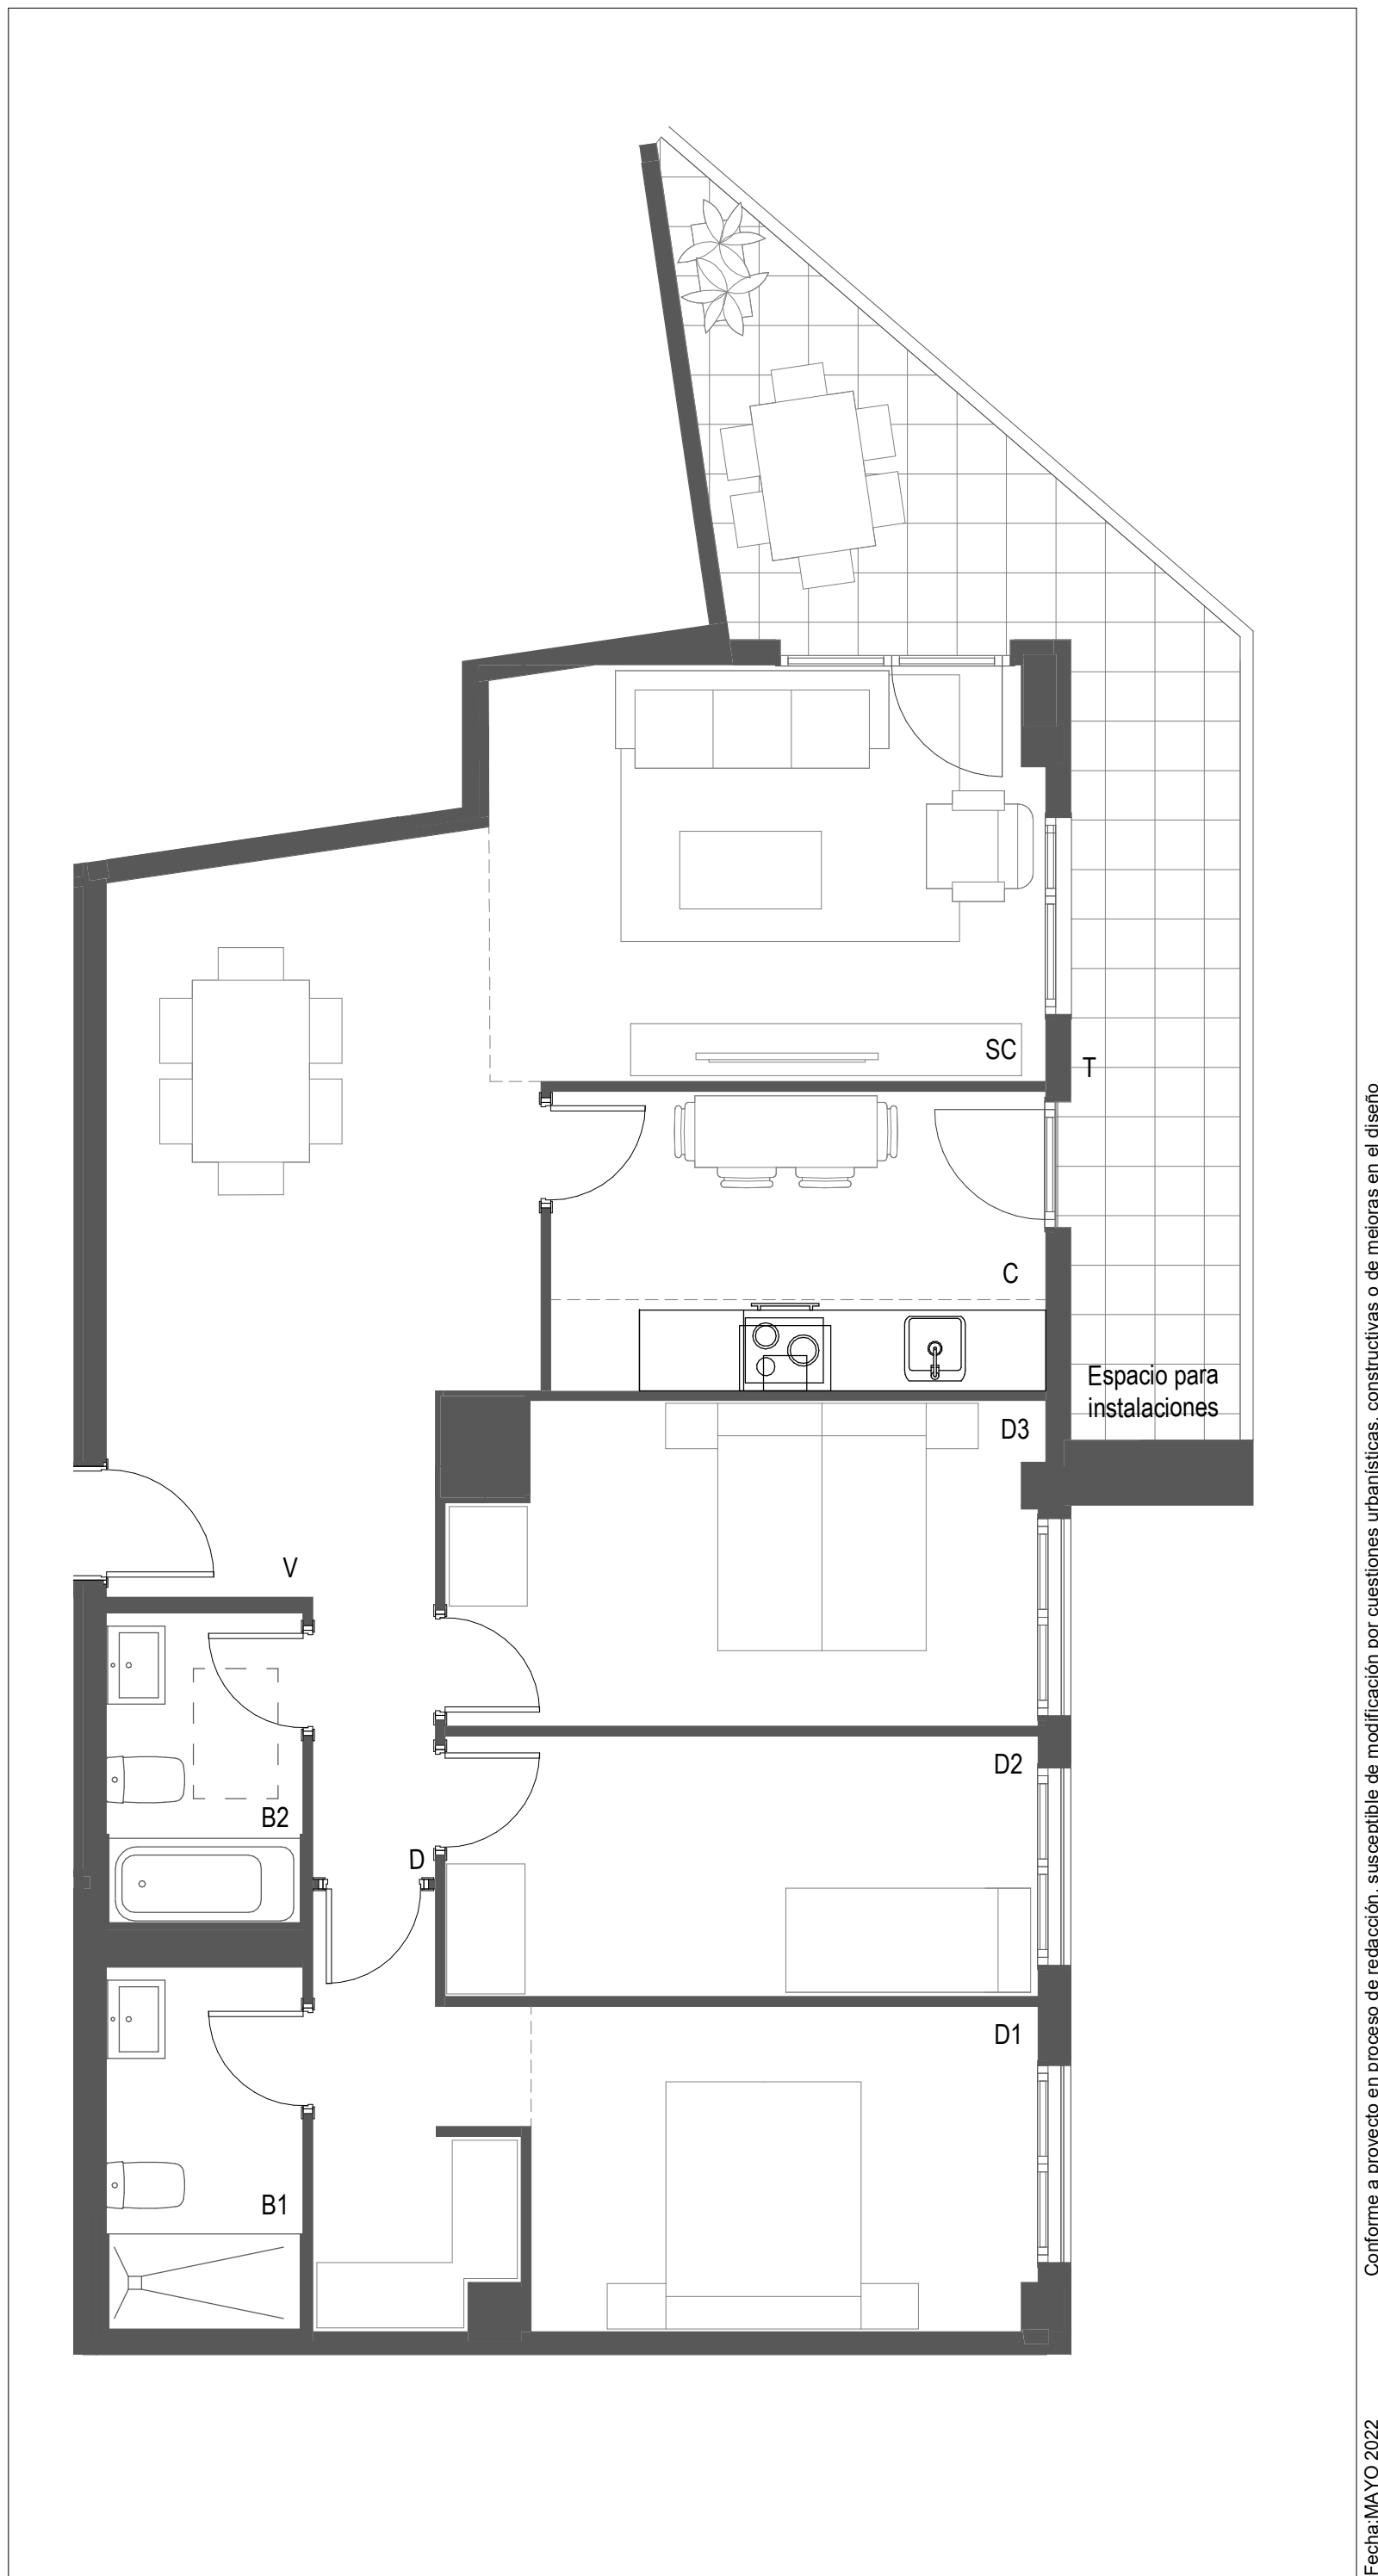 SC
T
C
Espacio para
instalaciones
D3
V
D2
B2
D
D1
B1
Conforme a proyecto en proceso de redacción, susceptible de modificación por cuestiones urbanísticas, constructivas o de mejoras en el diseño
Fecha:MAYO 2022